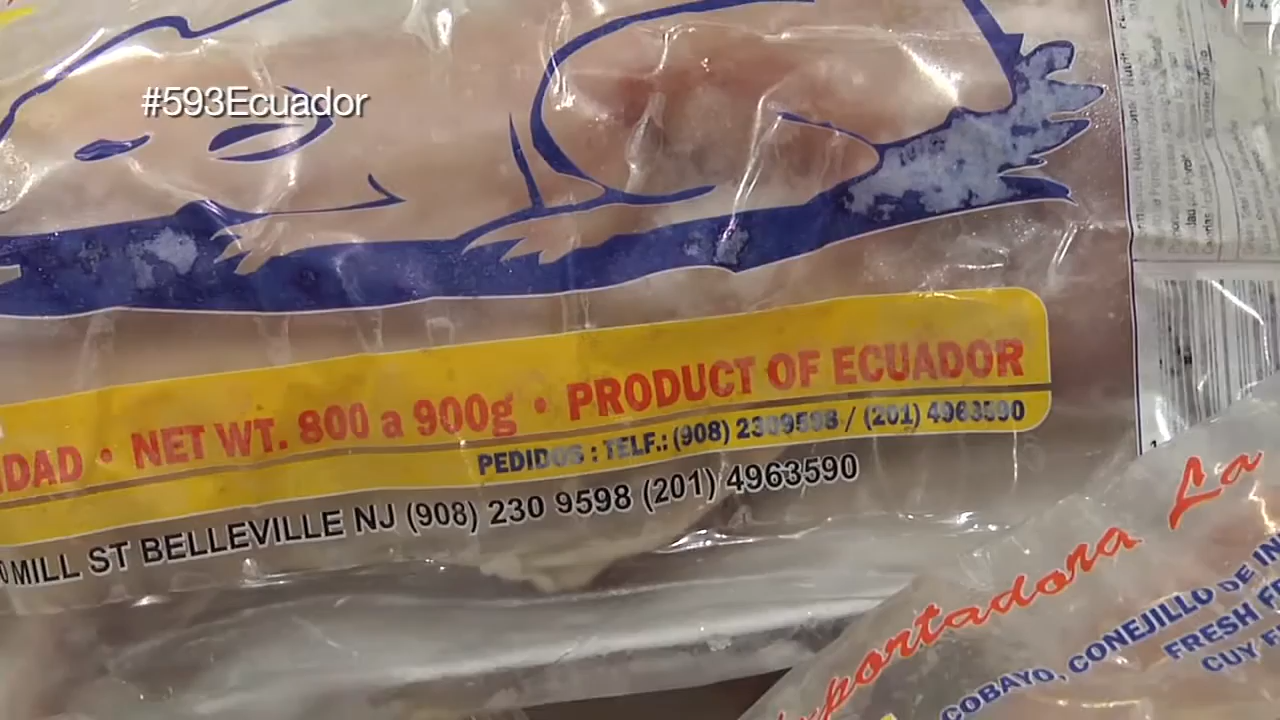 #593Ecuador
DAD • NET WT. 800 a 900g • PRODUCT OF ECUADOR
PEDIDOS : TELF.: (908) 2309598 / (201) 4963590
MILL ST BELLEVILLE NJ (908) 230 9598 (201) 4963590
portadora La
COBAYO, CONEJILLO DE IN
FRESH F
CUY F